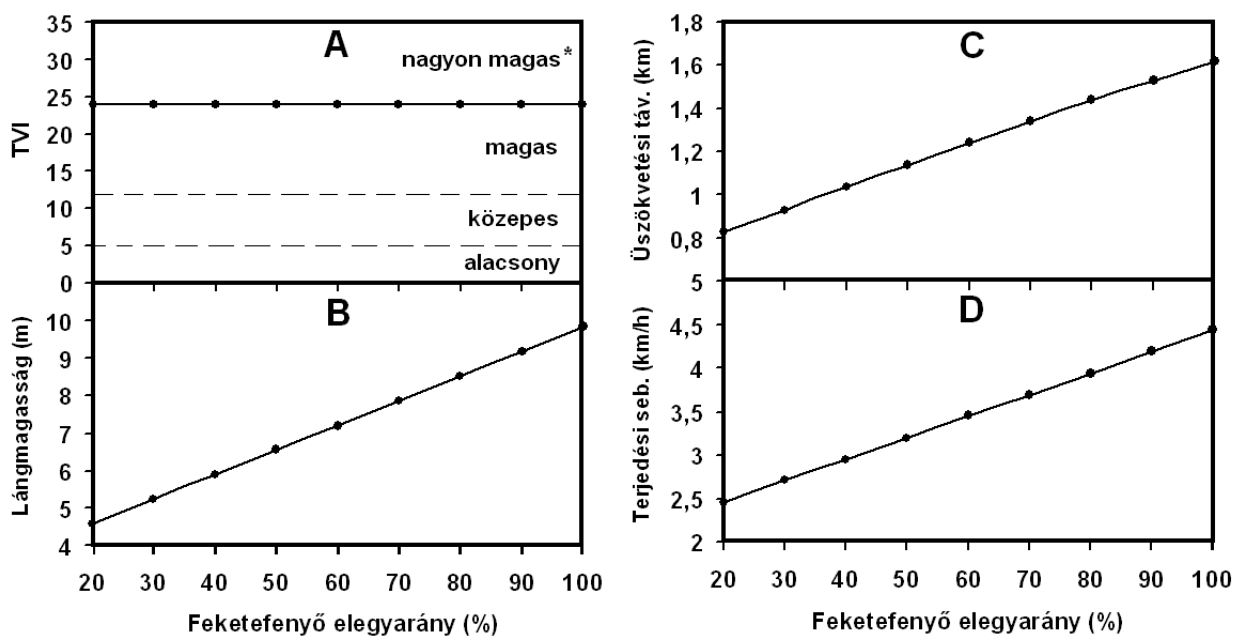 A
TVI
35
30
25
20
15
10
5
0
nagyon magas*
magas
közepes
alacsony
B
Lángmagasság (m)
10
9
8
7
6
5
4
20 30 40 50 60 70 80 90 100
Feketefenyő elegyarány (%)
C
Üszökvetési táv. (km)
1,8
1,6
1,4
1,2
1
0,8
D
Terjedési seb. (km/h)
5
4,5
4
3,5
3
2,5
2
20 30 40 50 60 70 80 90 100
Feketefenyő elegyarány (%)